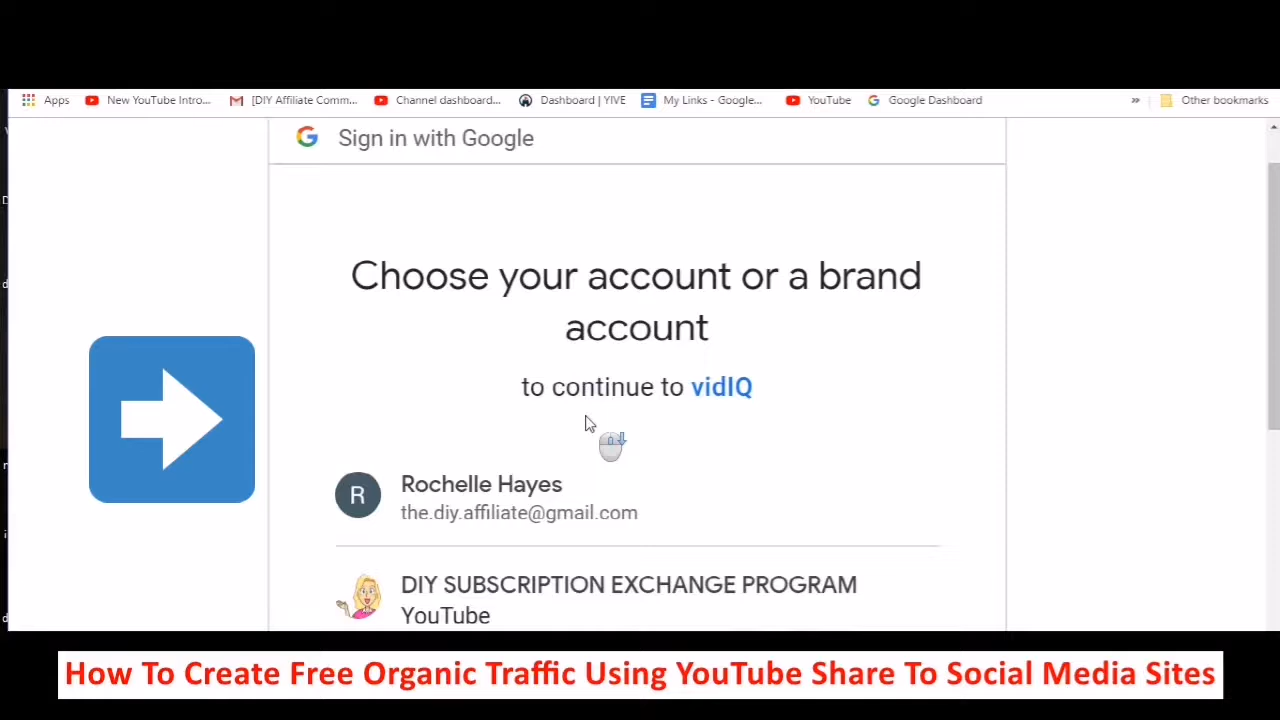 Apps New YouTube Intro... [DIY Affiliate Comm... Channel dashboard... Dashboard | YIVE My Links - Google... YouTube Google Dashboard » Other bookmarks
Sign in with Google
Choose your account or a brand
account
to continue to vidIQ
R Rochelle Hayes
the.diy.affiliate@gmail.com
DIY SUBSCRIPTION EXCHANGE PROGRAM
YouTube
How To Create Free Organic Traffic Using YouTube Share To Social Media Sites